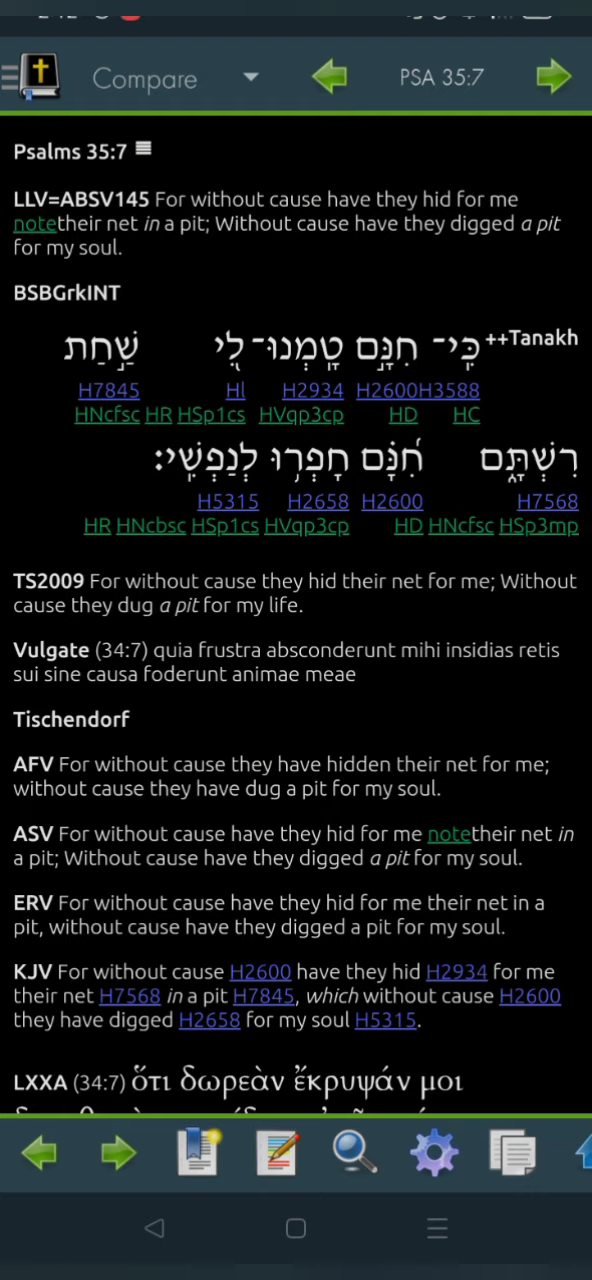 Compare
PSA 35:7
Psalms 35:7
LLV=ABSV145 For without cause have they hid for me
notetheir net in a pit; Without cause have they digged a pit
for my soul.
BSBGrkINT
++Tanakh כִּֽי־ חִנָּ֣ם טָֽמְנוּ־ לִ֭י שַׁ֣חַת
H7845 Hl H2934 H2600H3588
HNcfsc HR HSp1cs HVqp3cp HD HC
רִשְׁתָּ֑ם חִ֝נָּ֗ם חָפְר֥וּ לְנַפְשִֽׁי׃
H5315 H2658 H2600 H7568
HR HNcbsc HSp1cs HVqp3cp HD HNcfsc HSp3mp
TS2009 For without cause they hid their net for me; Without
cause they dug a pit for my life.
Vulgate (34:7) quia frustra absconderunt mihi insidias retis
sui sine causa foderunt animae meae
Tischendorf
AFV For without cause they have hidden their net for me;
without cause they have dug a pit for my soul.
ASV For without cause have they hid for me notetheir net in
a pit; Without cause have they digged a pit for my soul.
ERV For without cause have they hid for me their net in a
pit, without cause have they digged a pit for my soul.
KJV For without cause H2600 have they hid H2934 for me
their net H7568 in a pit H7845, which without cause H2600
they have digged H2658 for my soul H5315.
LXXA (34:7) ὅτι δωρεὰν ἔκρυψάν μοι